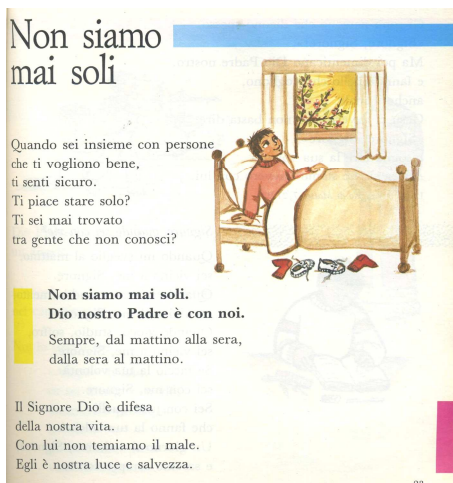 Non siamo
mai soli
Quando sei insieme con persone
che ti vogliono bene,
ti senti sicuro.
Ti piace stare solo?
Ti sei mai trovato
tra gente che non conosci?
Non siamo mai soli.
Dio nostro Padre è con noi.
Sempre, dal mattino alla sera,
dalla sera al mattino.
Il Signore Dio è difesa
della nostra vita.
Con lui non temiamo il male.
Egli è nostra luce e salvezza.